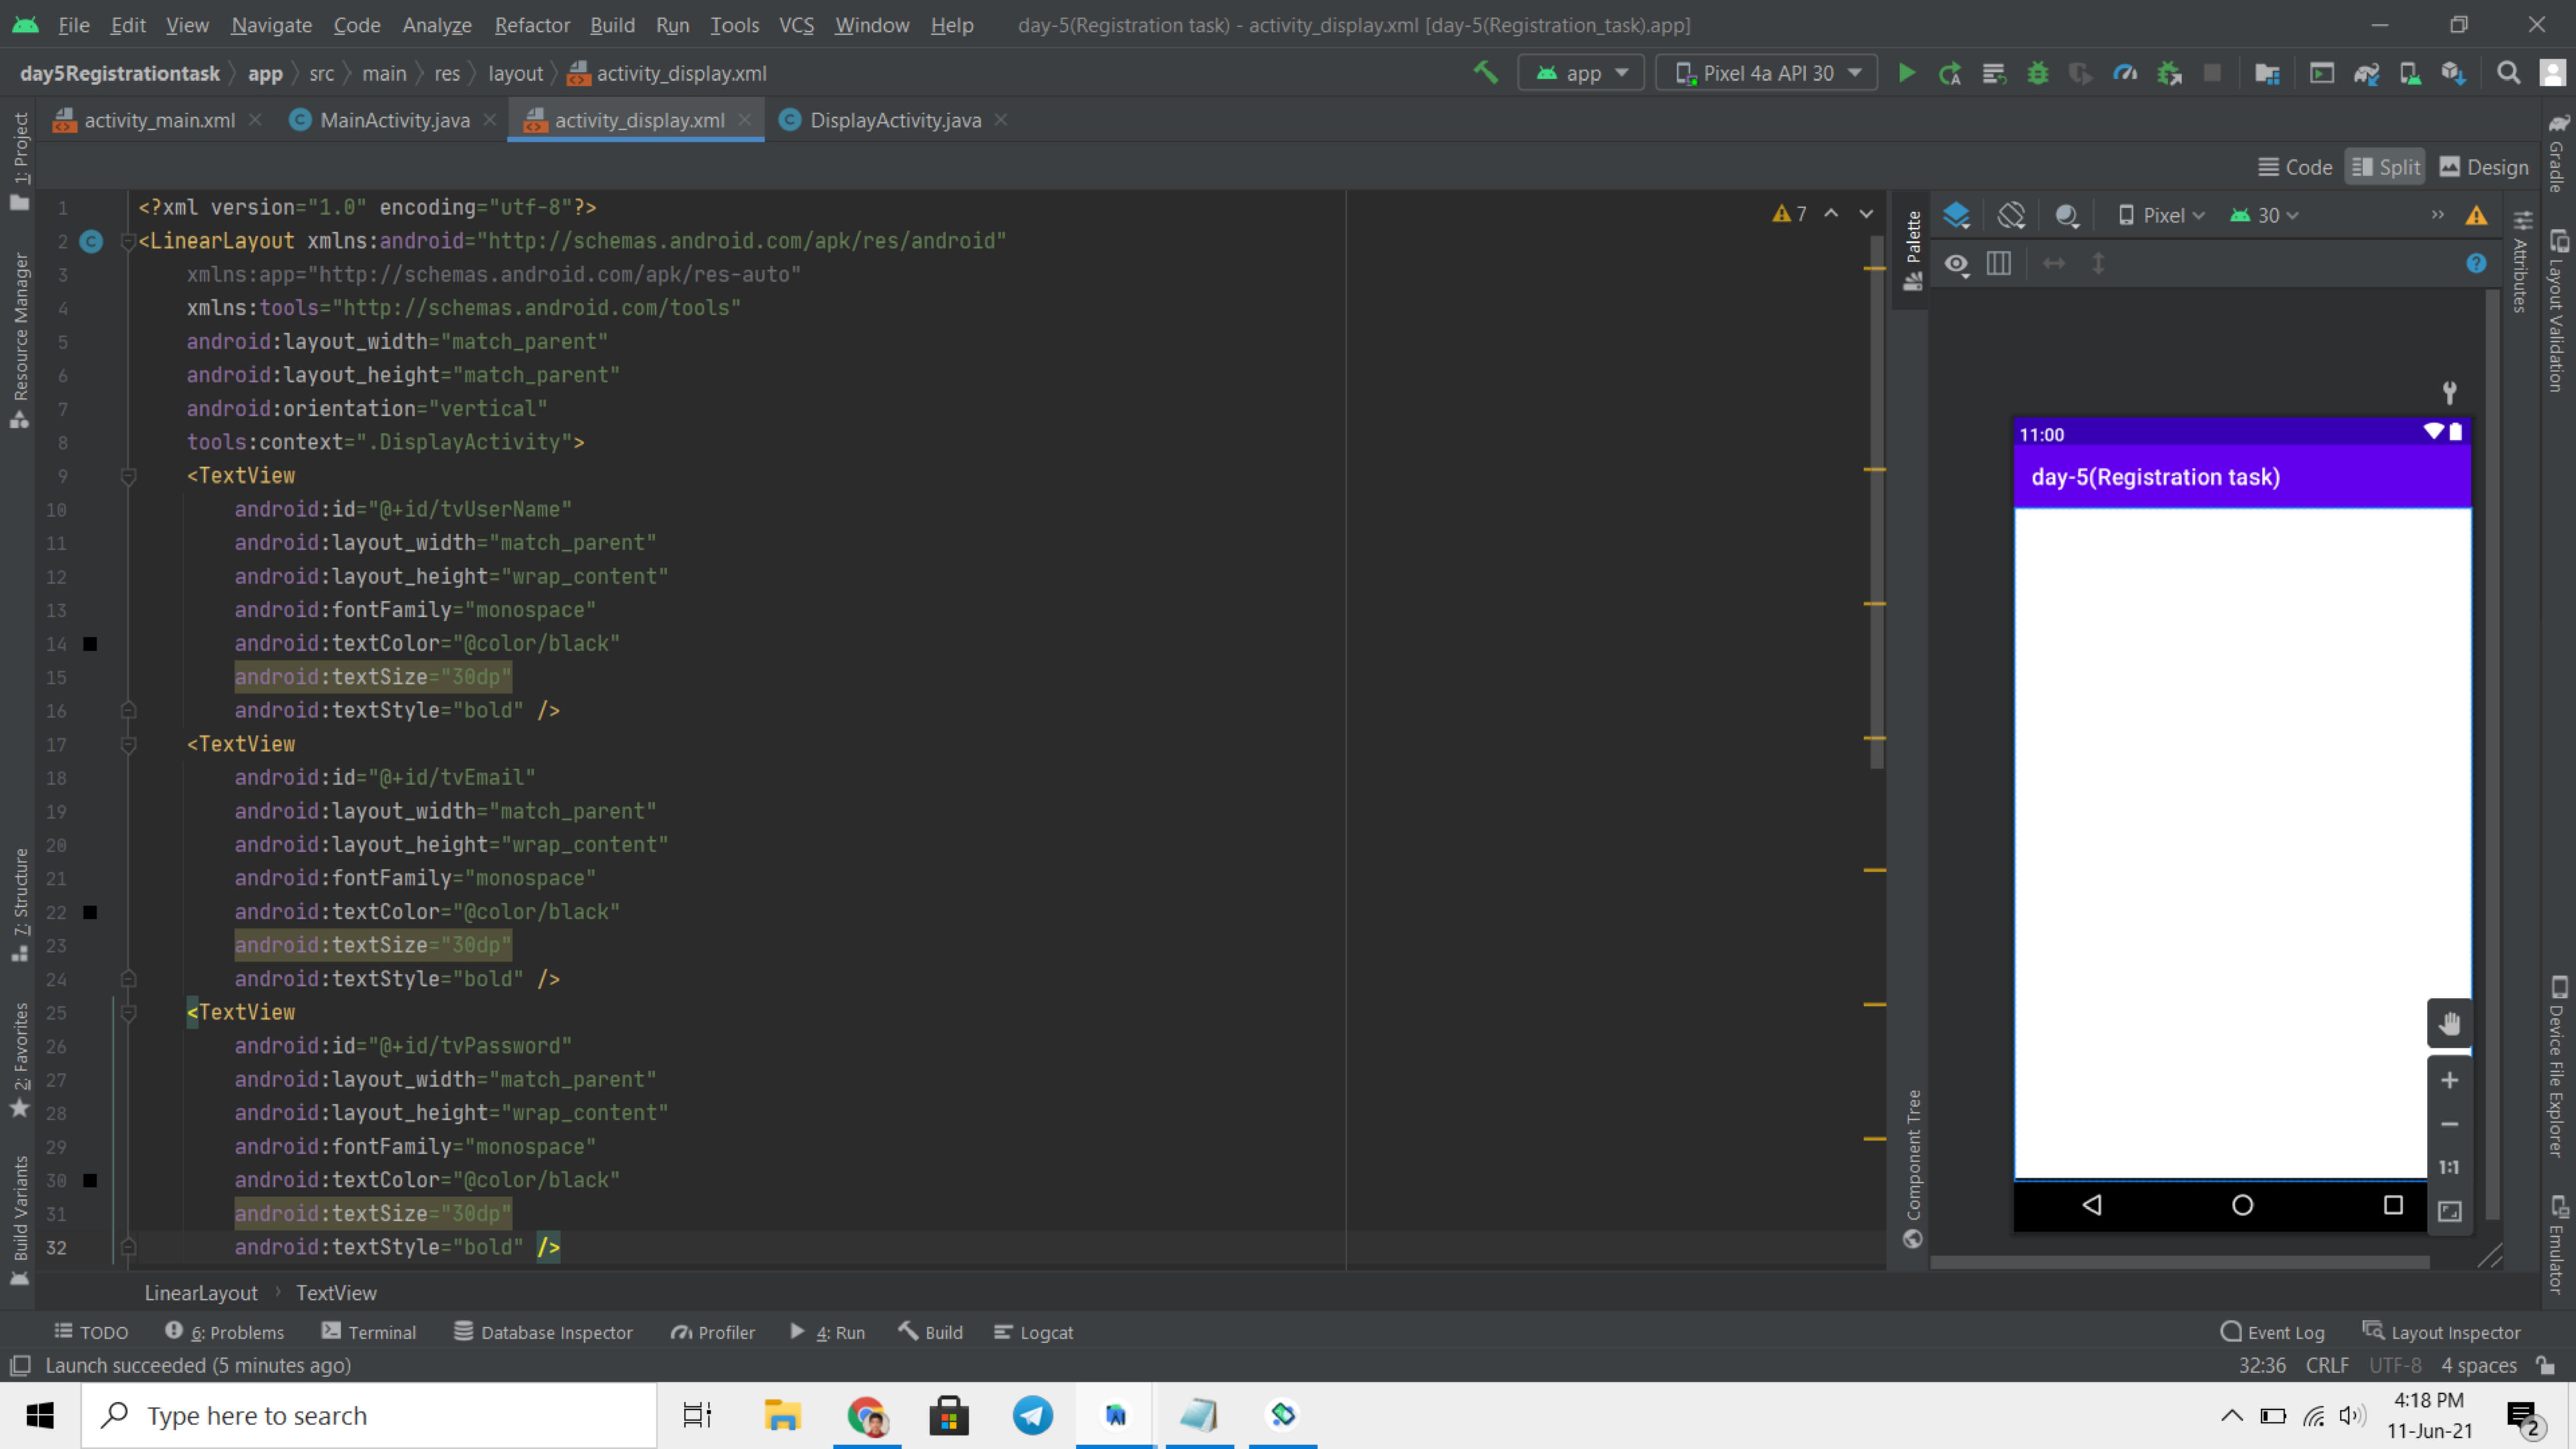 File Edit View Navigate Code Analyze Refactor Build Run Tools VCS Window Help day-5(Registration task) - activity_display.xml [day-5(Registration_task).app]
day5Registrationtask app src main res layout activity_display.xml app Pixel 4a API 30
activity_main.xml MainActivity.java activity_display.xml DisplayActivity.java
Code Split Design
1: Project
Resource Manager
7: Structure
2: Favorites
Build Variants
1 <?xml version="1.0" encoding="utf-8"?>
2 <LinearLayout xmlns:android="http://schemas.android.com/apk/res/android"
3 xmlns:app="http://schemas.android.com/apk/res-auto"
4 xmlns:tools="http://schemas.android.com/tools"
5 android:layout_width="match_parent"
6 android:layout_height="match_parent"
7 android:orientation="vertical"
8 tools:context=".DisplayActivity">
9 <TextView
10 android:id="@+id/tvUserName"
11 android:layout_width="match_parent"
12 android:layout_height="wrap_content"
13 android:fontFamily="monospace"
14 android:textColor="@color/black"
15 android:textSize="30dp"
16 android:textStyle="bold" />
17 <TextView
18 android:id="@+id/tvEmail"
19 android:layout_width="match_parent"
20 android:layout_height="wrap_content"
21 android:fontFamily="monospace"
22 android:textColor="@color/black"
23 android:textSize="30dp"
24 android:textStyle="bold" />
25 <TextView
26 android:id="@+id/tvPassword"
27 android:layout_width="match_parent"
28 android:layout_height="wrap_content"
29 android:fontFamily="monospace"
30 android:textColor="@color/black"
31 android:textSize="30dp"
32 android:textStyle="bold" />
7
Palette
Component Tree
Pixel 30
11:00
day-5(Registration task)
1:1
Attributes
Gradle
Layout Validation
Device File Explorer
Emulator
LinearLayout TextView
TODO 6: Problems Terminal Database Inspector Profiler 4: Run Build Logcat Event Log Layout Inspector
Launch succeeded (5 minutes ago) 32:36 CRLF UTF-8 4 spaces
Type here to search
4:18 PM
11-Jun-21
2